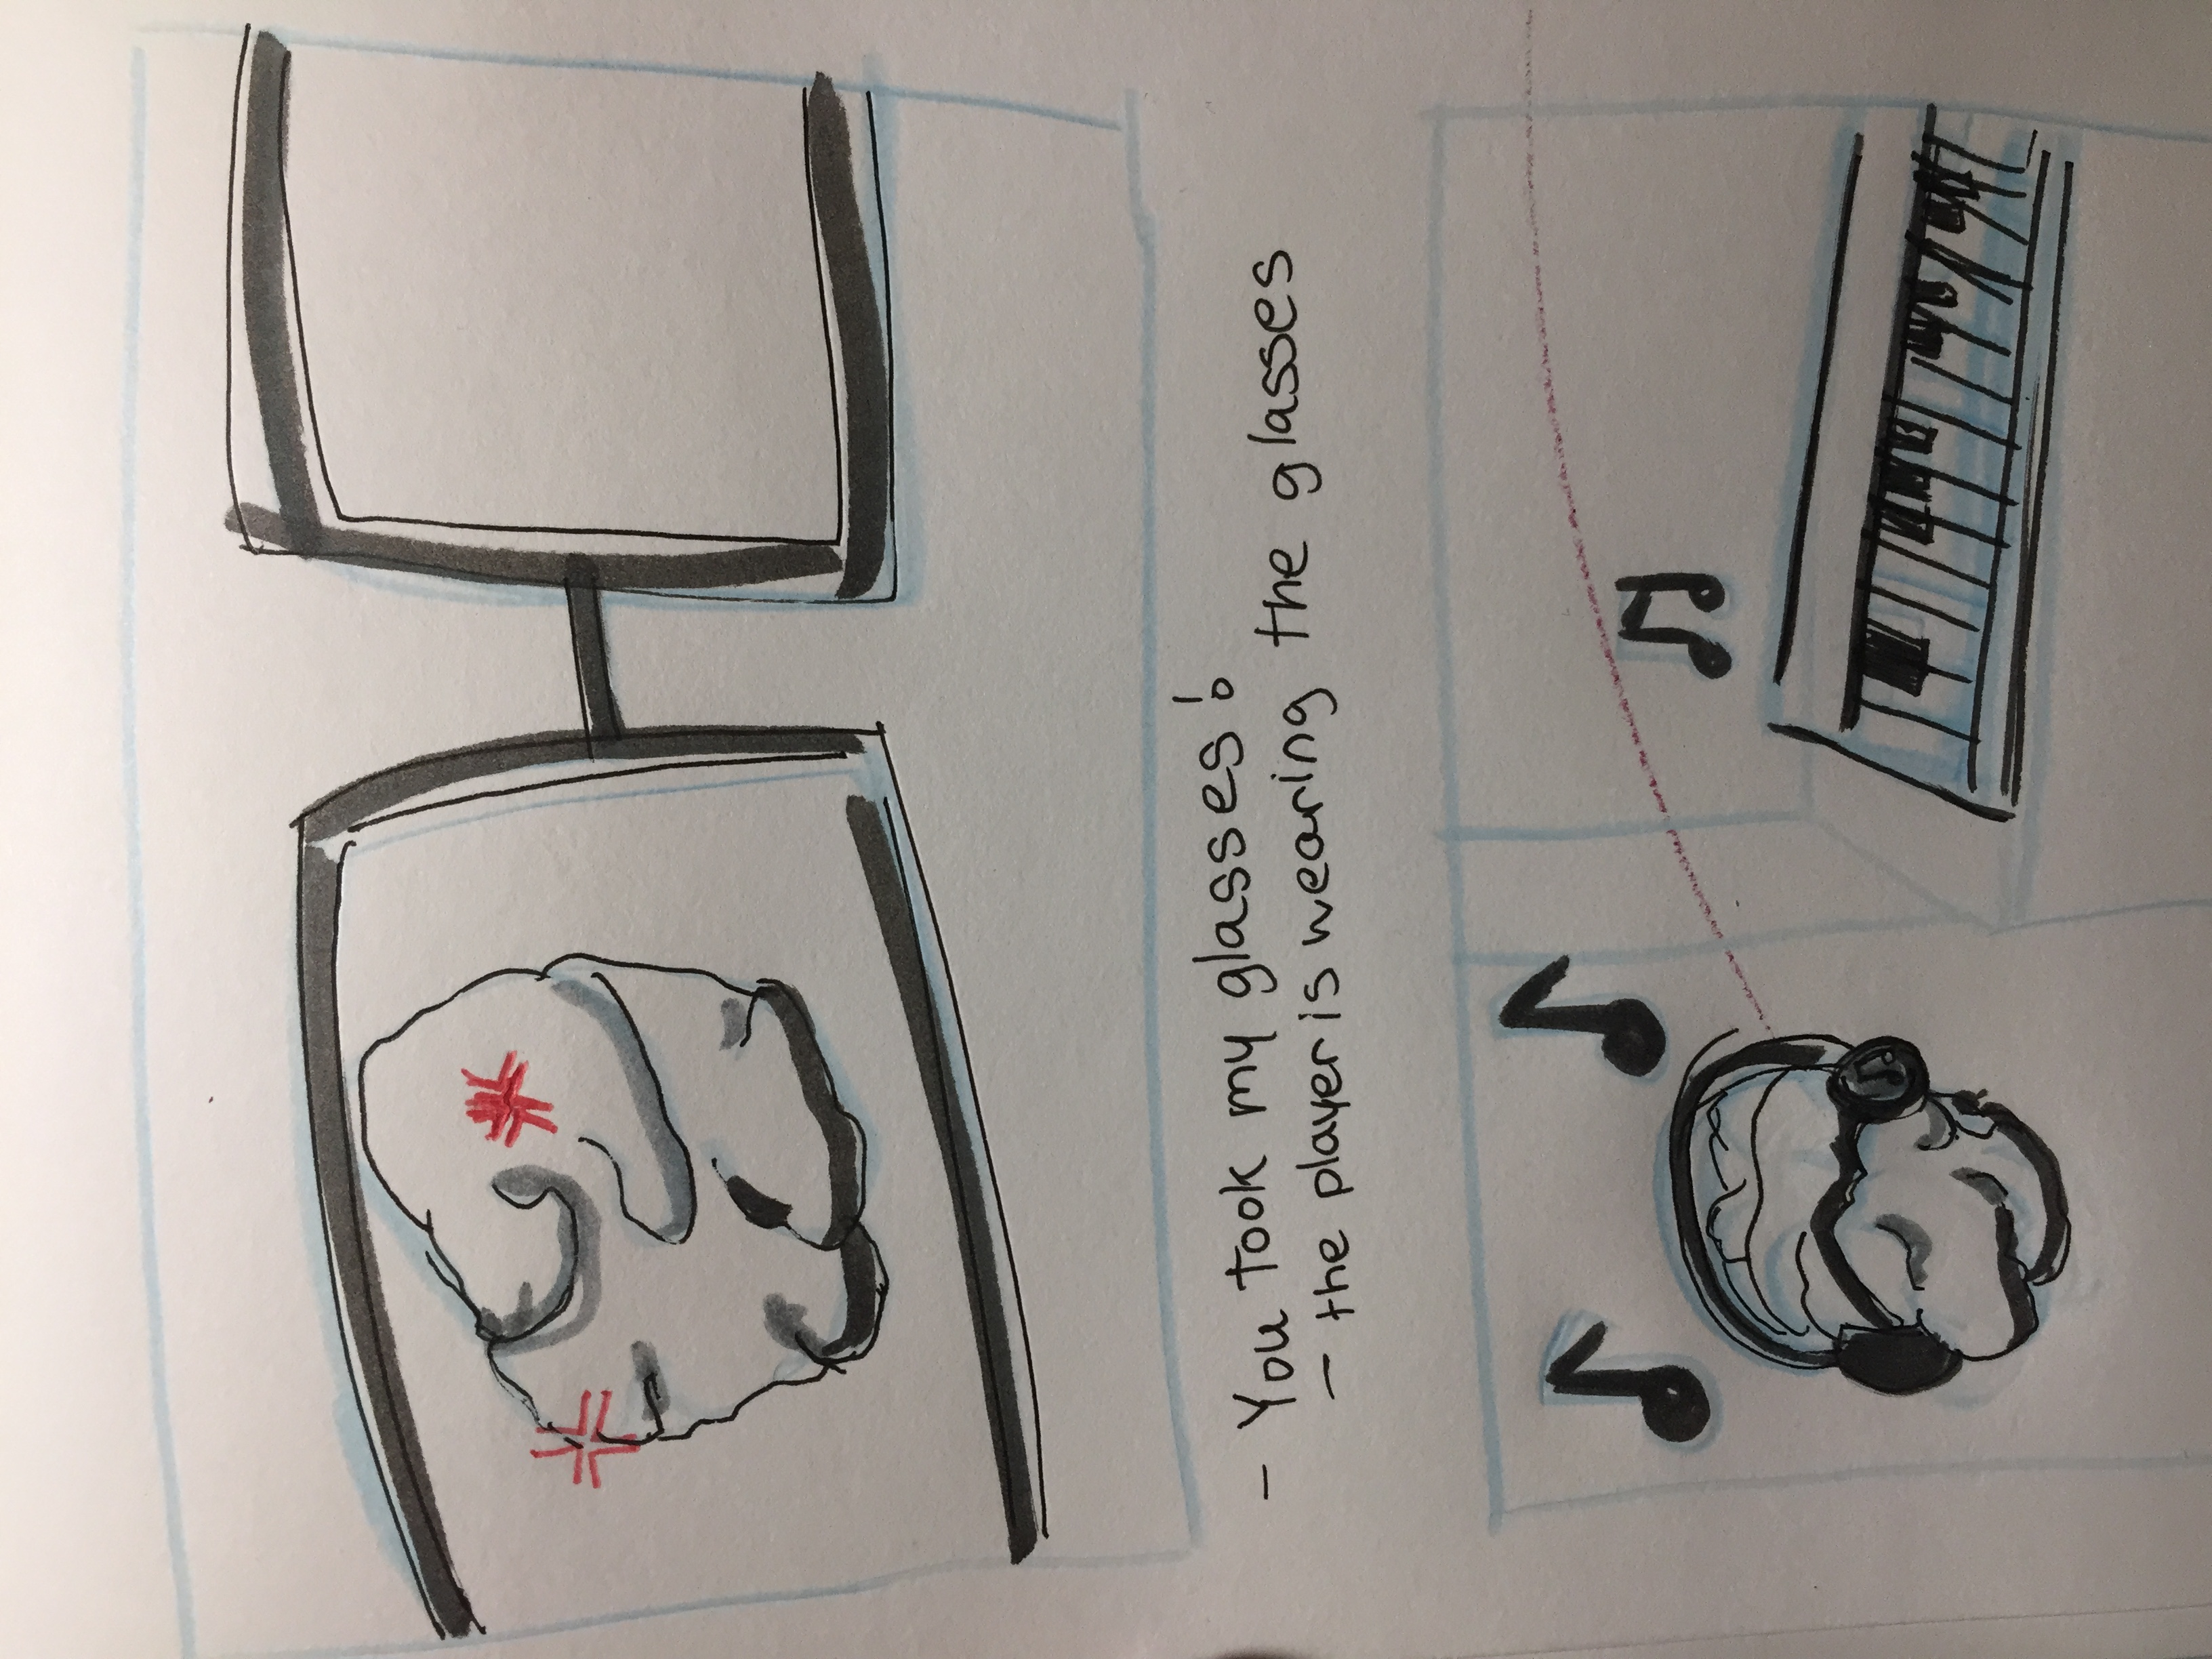 - You took my glasses!
- the player is wearing the glasses